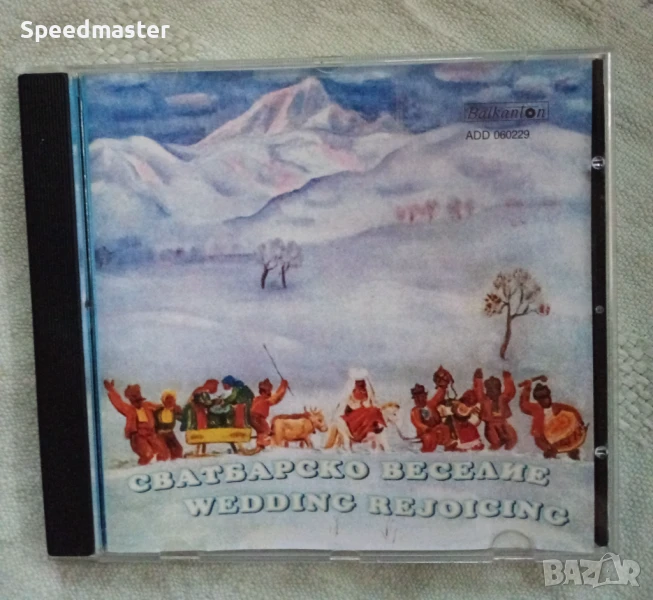 Speedmaster
Balkanton
ADD 060229
СВАТБАРСКО ВЕСЕЛИЕ
WEDDING REJOICING
BAZAR